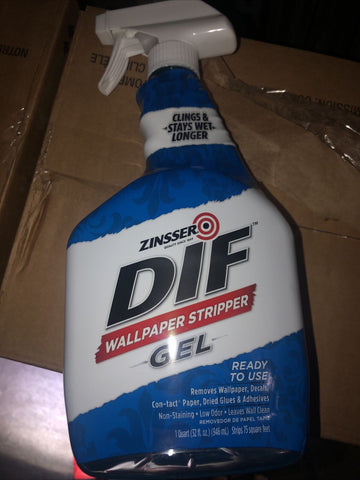 CLINGS &
STAYS WET
LONGER
ZINSSER
DIF™
WALLPAPER STRIPPER
GEL
READY
TO USE
Removes Wallpaper, Decals,
Con-tact® Paper, Dried Glues & Adhesives
Non-Staining • Low Odor • Leaves Wall Clean
REMOVEDOR DE PAPEL TAPIZ
1 Quart (32 fl. oz.) (946 mL) Strips 75 square feet